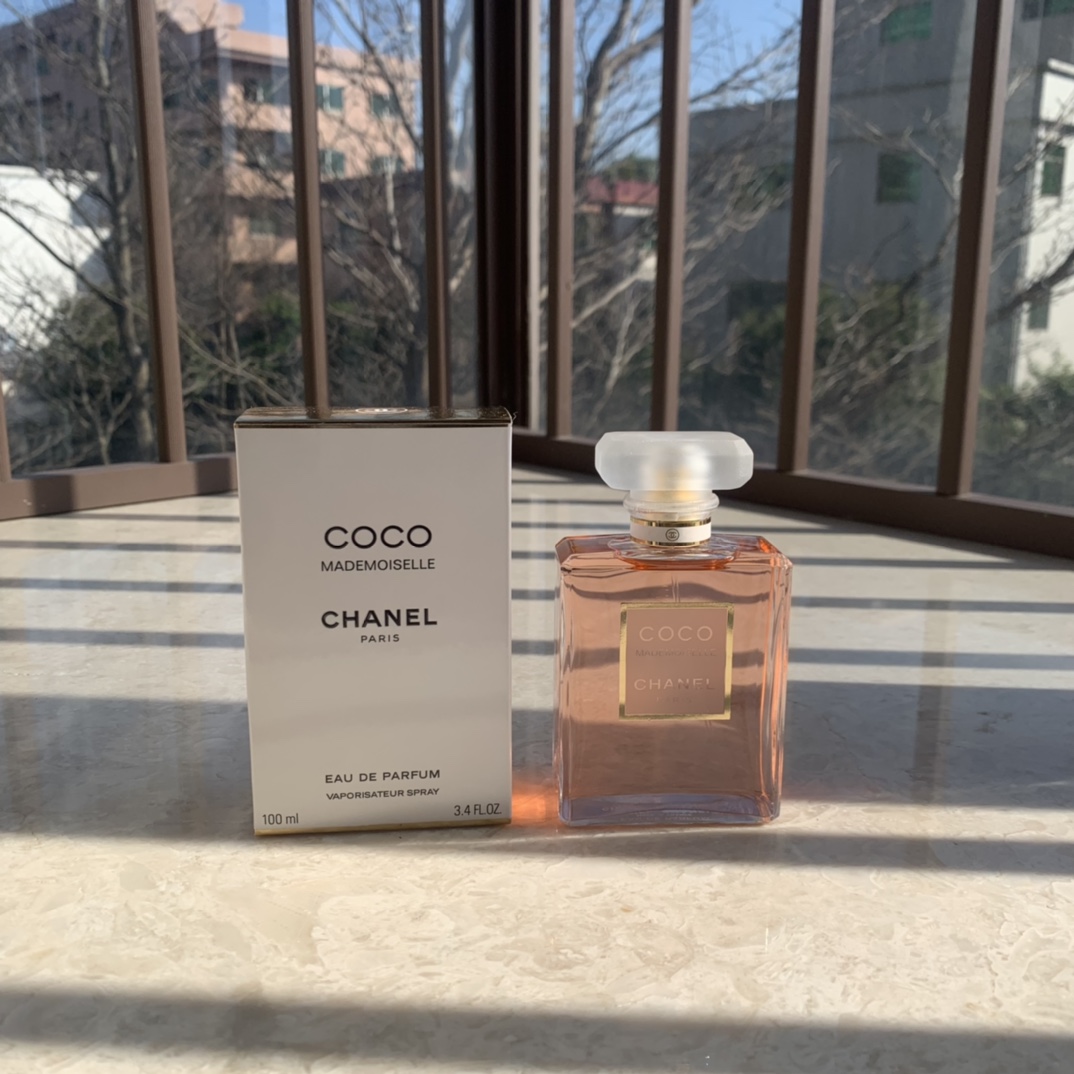 COCO
MADEMOISELLE
CHANEL
PARIS
EAU DE PARFUM
VAPORISATEUR SPRAY
100 ml
3.4 FL.OZ.
COCO
CHANEL